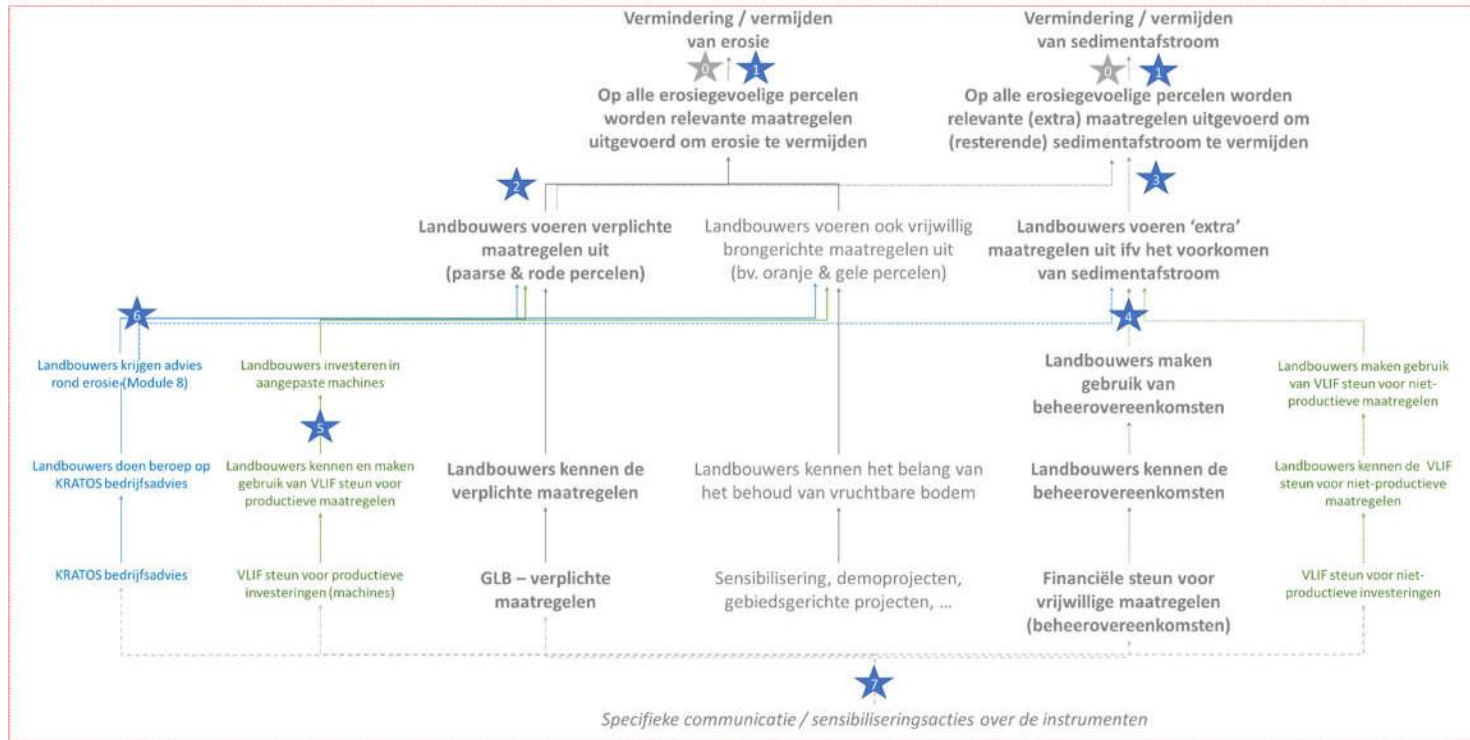 Vermindering / vermijden
van erosie
Vermindering / vermijden
van sedimentafstroom
0
1
0
1
Op alle erosiegevoelige percelen
worden relevante maatregelen
uitgevoerd om erosie te vermijden
Op alle erosiegevoelige percelen worden
relevante (extra) maatregelen uitgevoerd om
(resterende) sedimentafstroom te vermijden
2
3
Landbouwers voeren verplichte
maatregelen uit
(paarse & rode percelen)
Landbouwers voeren ook vrijwillig
brongerichte maatregelen uit
(bv. oranje & gele percelen)
Landbouwers voeren ‘extra’
maatregelen uit ifv het voorkomen
van sedimentafstroom
6
4
Landbouwers krijgen advies
rond erosie (Module 8)
Landbouwers investeren in
aangepaste machines
Landbouwers maken
gebruik van
beheerovereenkomsten
Landbouwers maken gebruik
van VLIF steun voor niet-
productieve maatregelen
5
Landbouwers doen beroep op
KRATOS bedrijfsadvies
Landbouwers kennen en maken
gebruik van VLIF steun voor
productieve maatregelen
Landbouwers kennen de
verplichte maatregelen
Landbouwers kennen het belang van
het behoud van vruchtbare bodem
Landbouwers kennen de
beheerovereenkomsten
Landbouwers kennen de VLIF
steun voor niet-productieve
maatregelen
KRATOS bedrijfsadvies
VLIF steun voor productieve
investeringen (machines)
GLB – verplichte
maatregelen
Sensibilisering, demoprojecten,
gebiedsgerichte projecten, ...
Financiële steun voor
vrijwillige maatregelen
(beheerovereenkomsten)
VLIF steun voor niet-
productieve investeringen
7
Specifieke communicatie / sensibiliseringsacties over de instrumenten